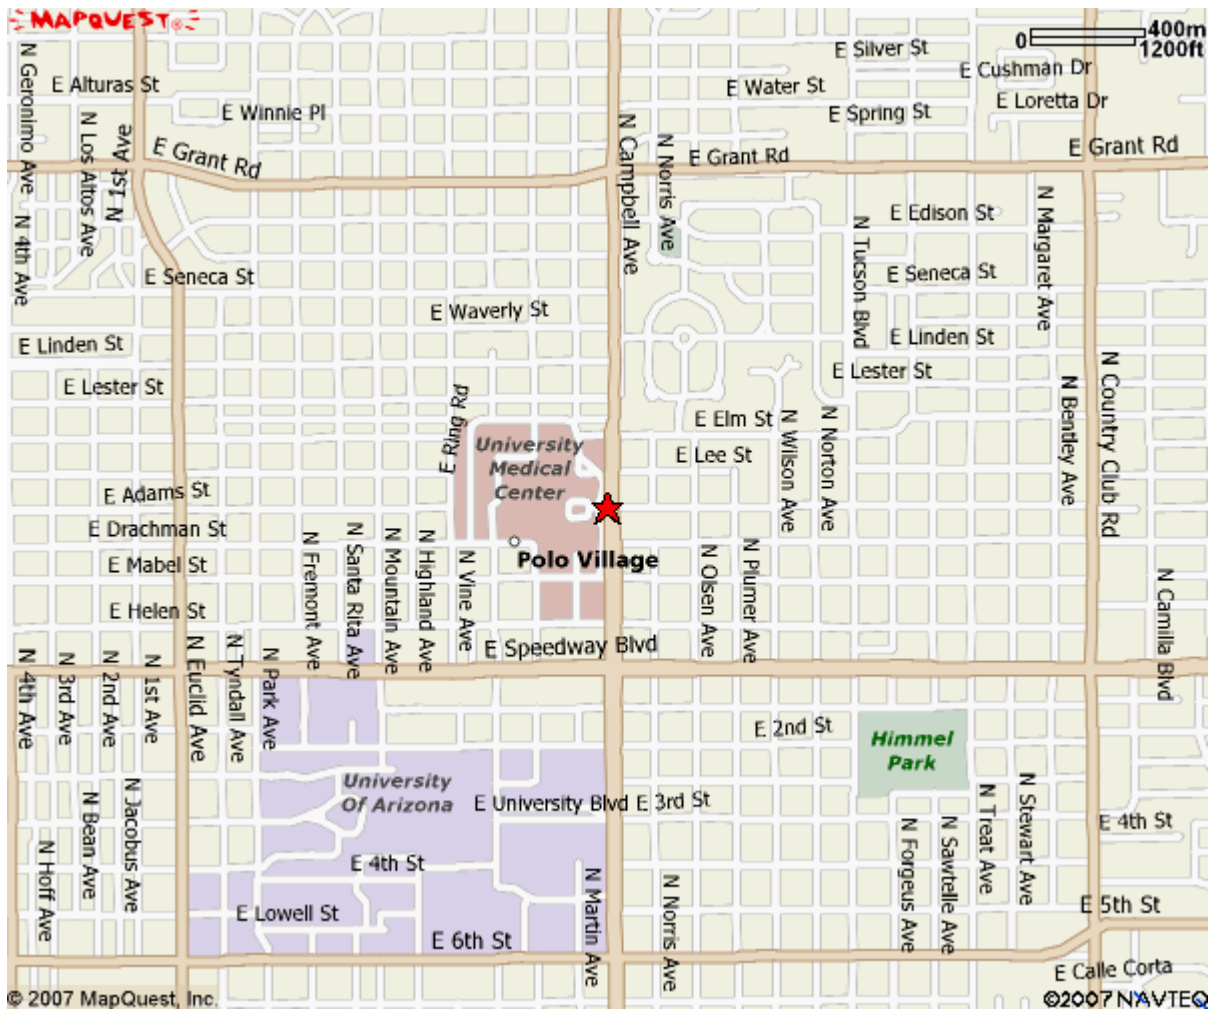 MAPQUEST®
400m
0
1200ft
E Silver St
E Cushman Dr
E Alturas St
E Water St
E Loretta Dr
E Winnie Pl
E Spring St
N Geronimo Ave
N Los Altos Ave
N 1st Ave
E Grant Rd
N Campbell Ave
N Norris Ave
E Grant Rd
E Grant Rd
N 4th Ave
E Edison St
N Margaret Ave
N Tucson Blvd
E Seneca St
E Seneca St
E Waverly St
E Linden St
E Linden St
E Lester St
E Lester St
N Country Club Rd
N Bentley Ave
E Ring Rd
E Elm St
N Wilson Ave
N Norton Ave
University
Medical
Center
E Lee St
E Adams St
E Drachman St
E Mabel St
E Helen St
N Fremont Ave
N Santa Rita Ave
N Mountain Ave
N Highland Ave
N Vine Ave
Polo Village
N Olsen Ave
N Plumer Ave
N Camilla Blvd
E Speedway Blvd
N 4th Ave
N 3rd Ave
N 2nd Ave
N 1st Ave
N Euclid Ave
N Tyndall Ave
N Park Ave
E 2nd St
Himmel
Park
University
Of Arizona
E University Blvd
E 3rd St
N Hoff Ave
N Bean Ave
N Jacobus Ave
N Treat Ave
N Stewart Ave
E 4th St
E 4th St
N Forgeus Ave
N Sawtelle Ave
N Martin Ave
N Norris Ave
E Lowell St
E 5th St
E 6th St
E Calle Corta
© 2007 MapQuest, Inc.
©2007 NAVTEQ